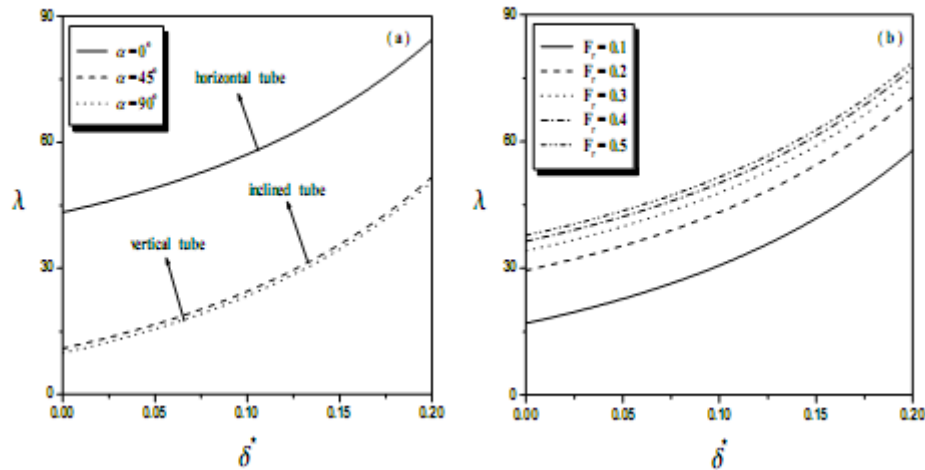 90
60
30
0
λ
(a)
α=0°
α=45°
α=90°
horizontal tube
inclined tube
vertical tube
0.00 0.05 0.10 0.15 0.20
δ*
90
60
30
0
λ
(b)
Fr=0.1
Fr=0.2
Fr=0.3
Fr=0.4
Fr=0.5
0.00 0.05 0.10 0.15 0.20
δ*